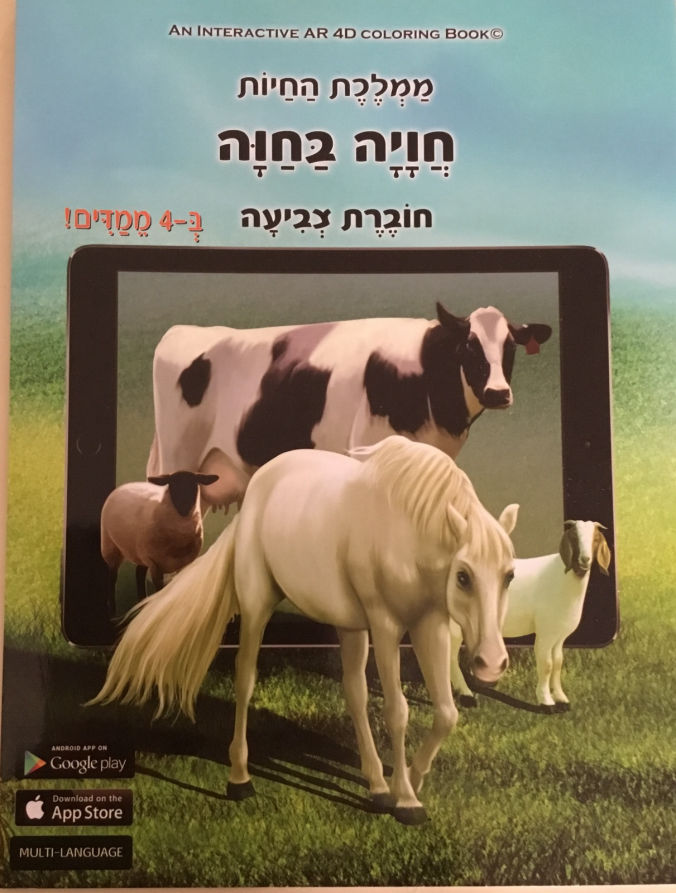 AN INTERACTIVE AR 4D COLORING BOOK©
מַמְלֶכֶת הַחַיּוֹת
חֲוָיָה בַּחַוָּה
חוֹבֶרֶת צְבִיעָה
בְּ-4 מֵמַדִּים!
ANDROID APP ON
Google play
Download on the
App Store
MULTI-LANGUAGE